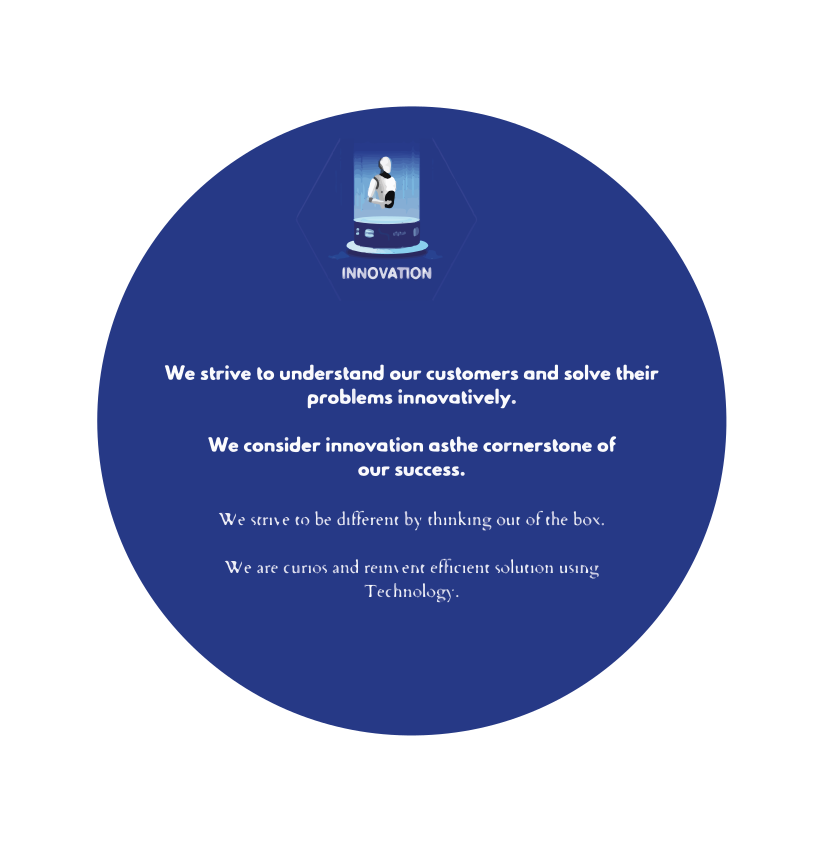 INNOVATION
We strive to understand our customers and solve their
problems innovatively.
We consider innovation asthe cornerstone of
our success.
We strive to be different by thinking out of the box.
We are curios and reinvent efficient solution using
Technology.